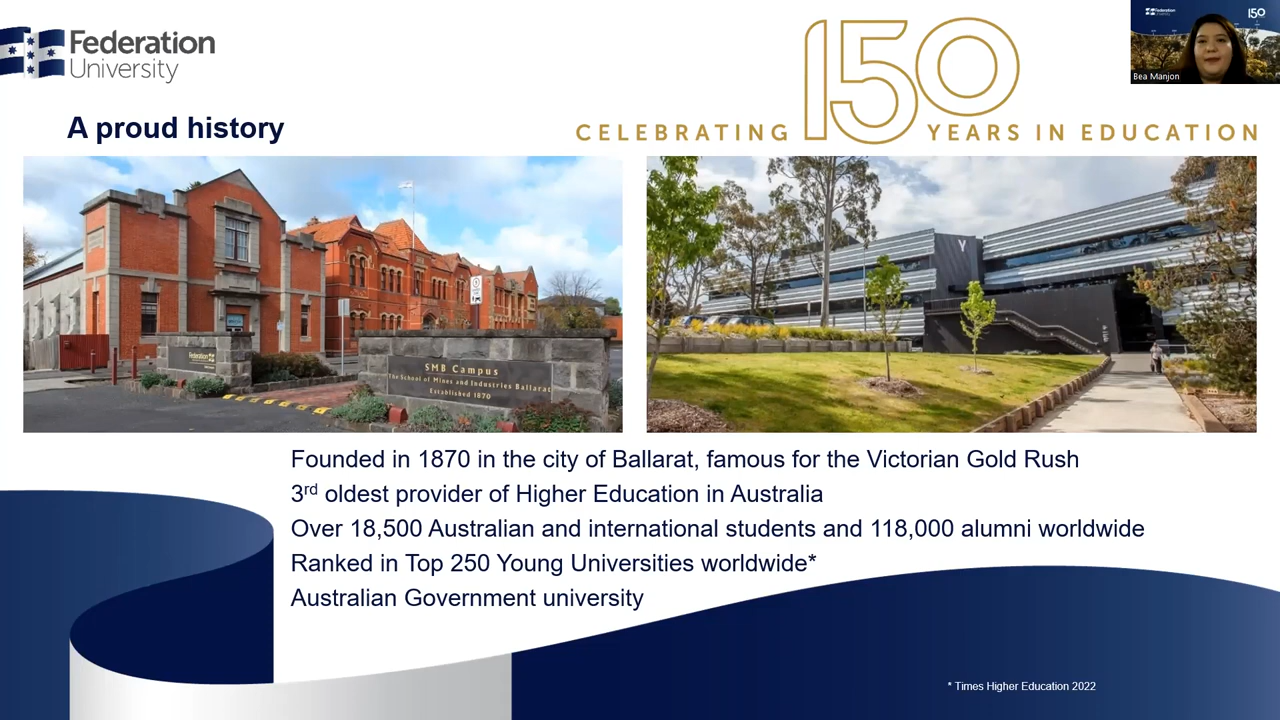 Federation
University
150
Bea Manjon
A proud history
CELEBRATING 150 YEARS IN EDUCATION
SMB Campus
The School of Mines and Industries Ballarat
Established 1870
Federation
Founded in 1870 in the city of Ballarat, famous for the Victorian Gold Rush
3rd oldest provider of Higher Education in Australia
Over 18,500 Australian and international students and 118,000 alumni worldwide
Ranked in Top 250 Young Universities worldwide*
Australian Government university
* Times Higher Education 2022